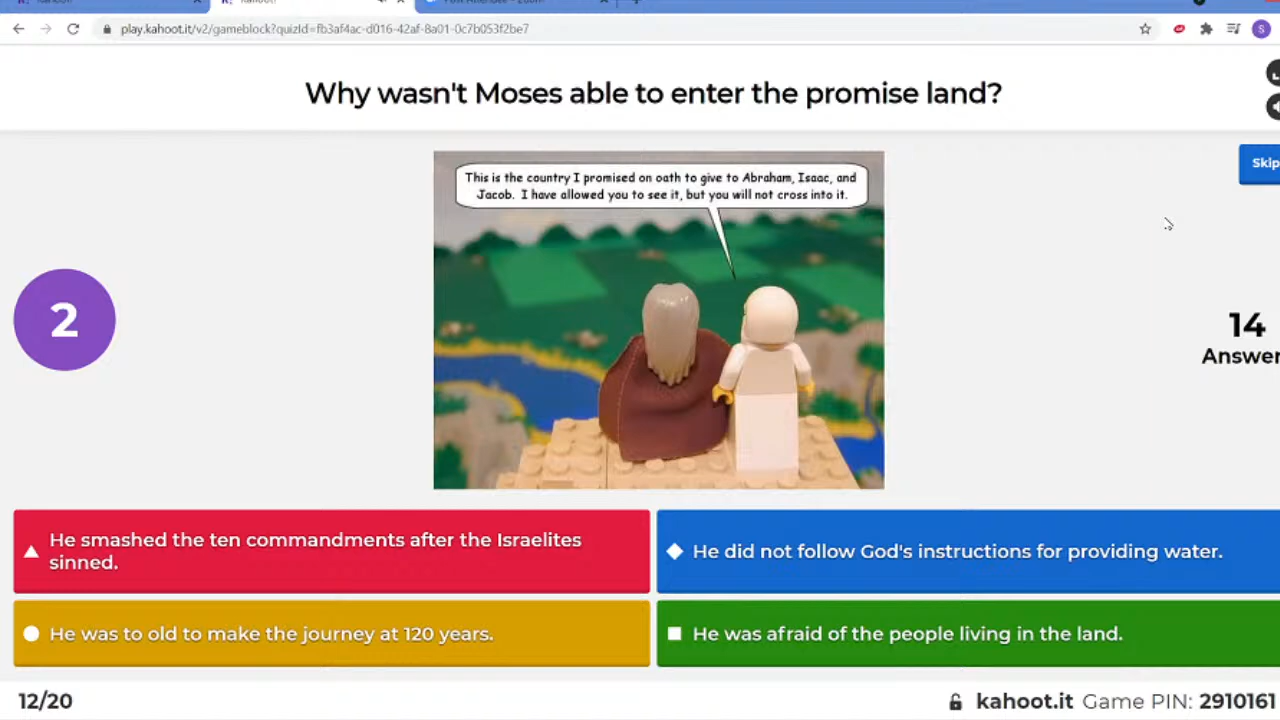 play.kahoot.it/v2/gameblock?quizId=fb3af4ac-d016-42af-8a01-0c7b053f2be7
S
Why wasn't Moses able to enter the promise land?
Skip
This is the country I promised on oath to give to Abraham, Isaac, and
Jacob. I have allowed you to see it, but you will not cross into it.
2
14
Answer
He smashed the ten commandments after the Israelites
sinned.
He did not follow God's instructions for providing water.
He was to old to make the journey at 120 years.
He was afraid of the people living in the land.
12/20
kahoot.it Game PIN: 2910161